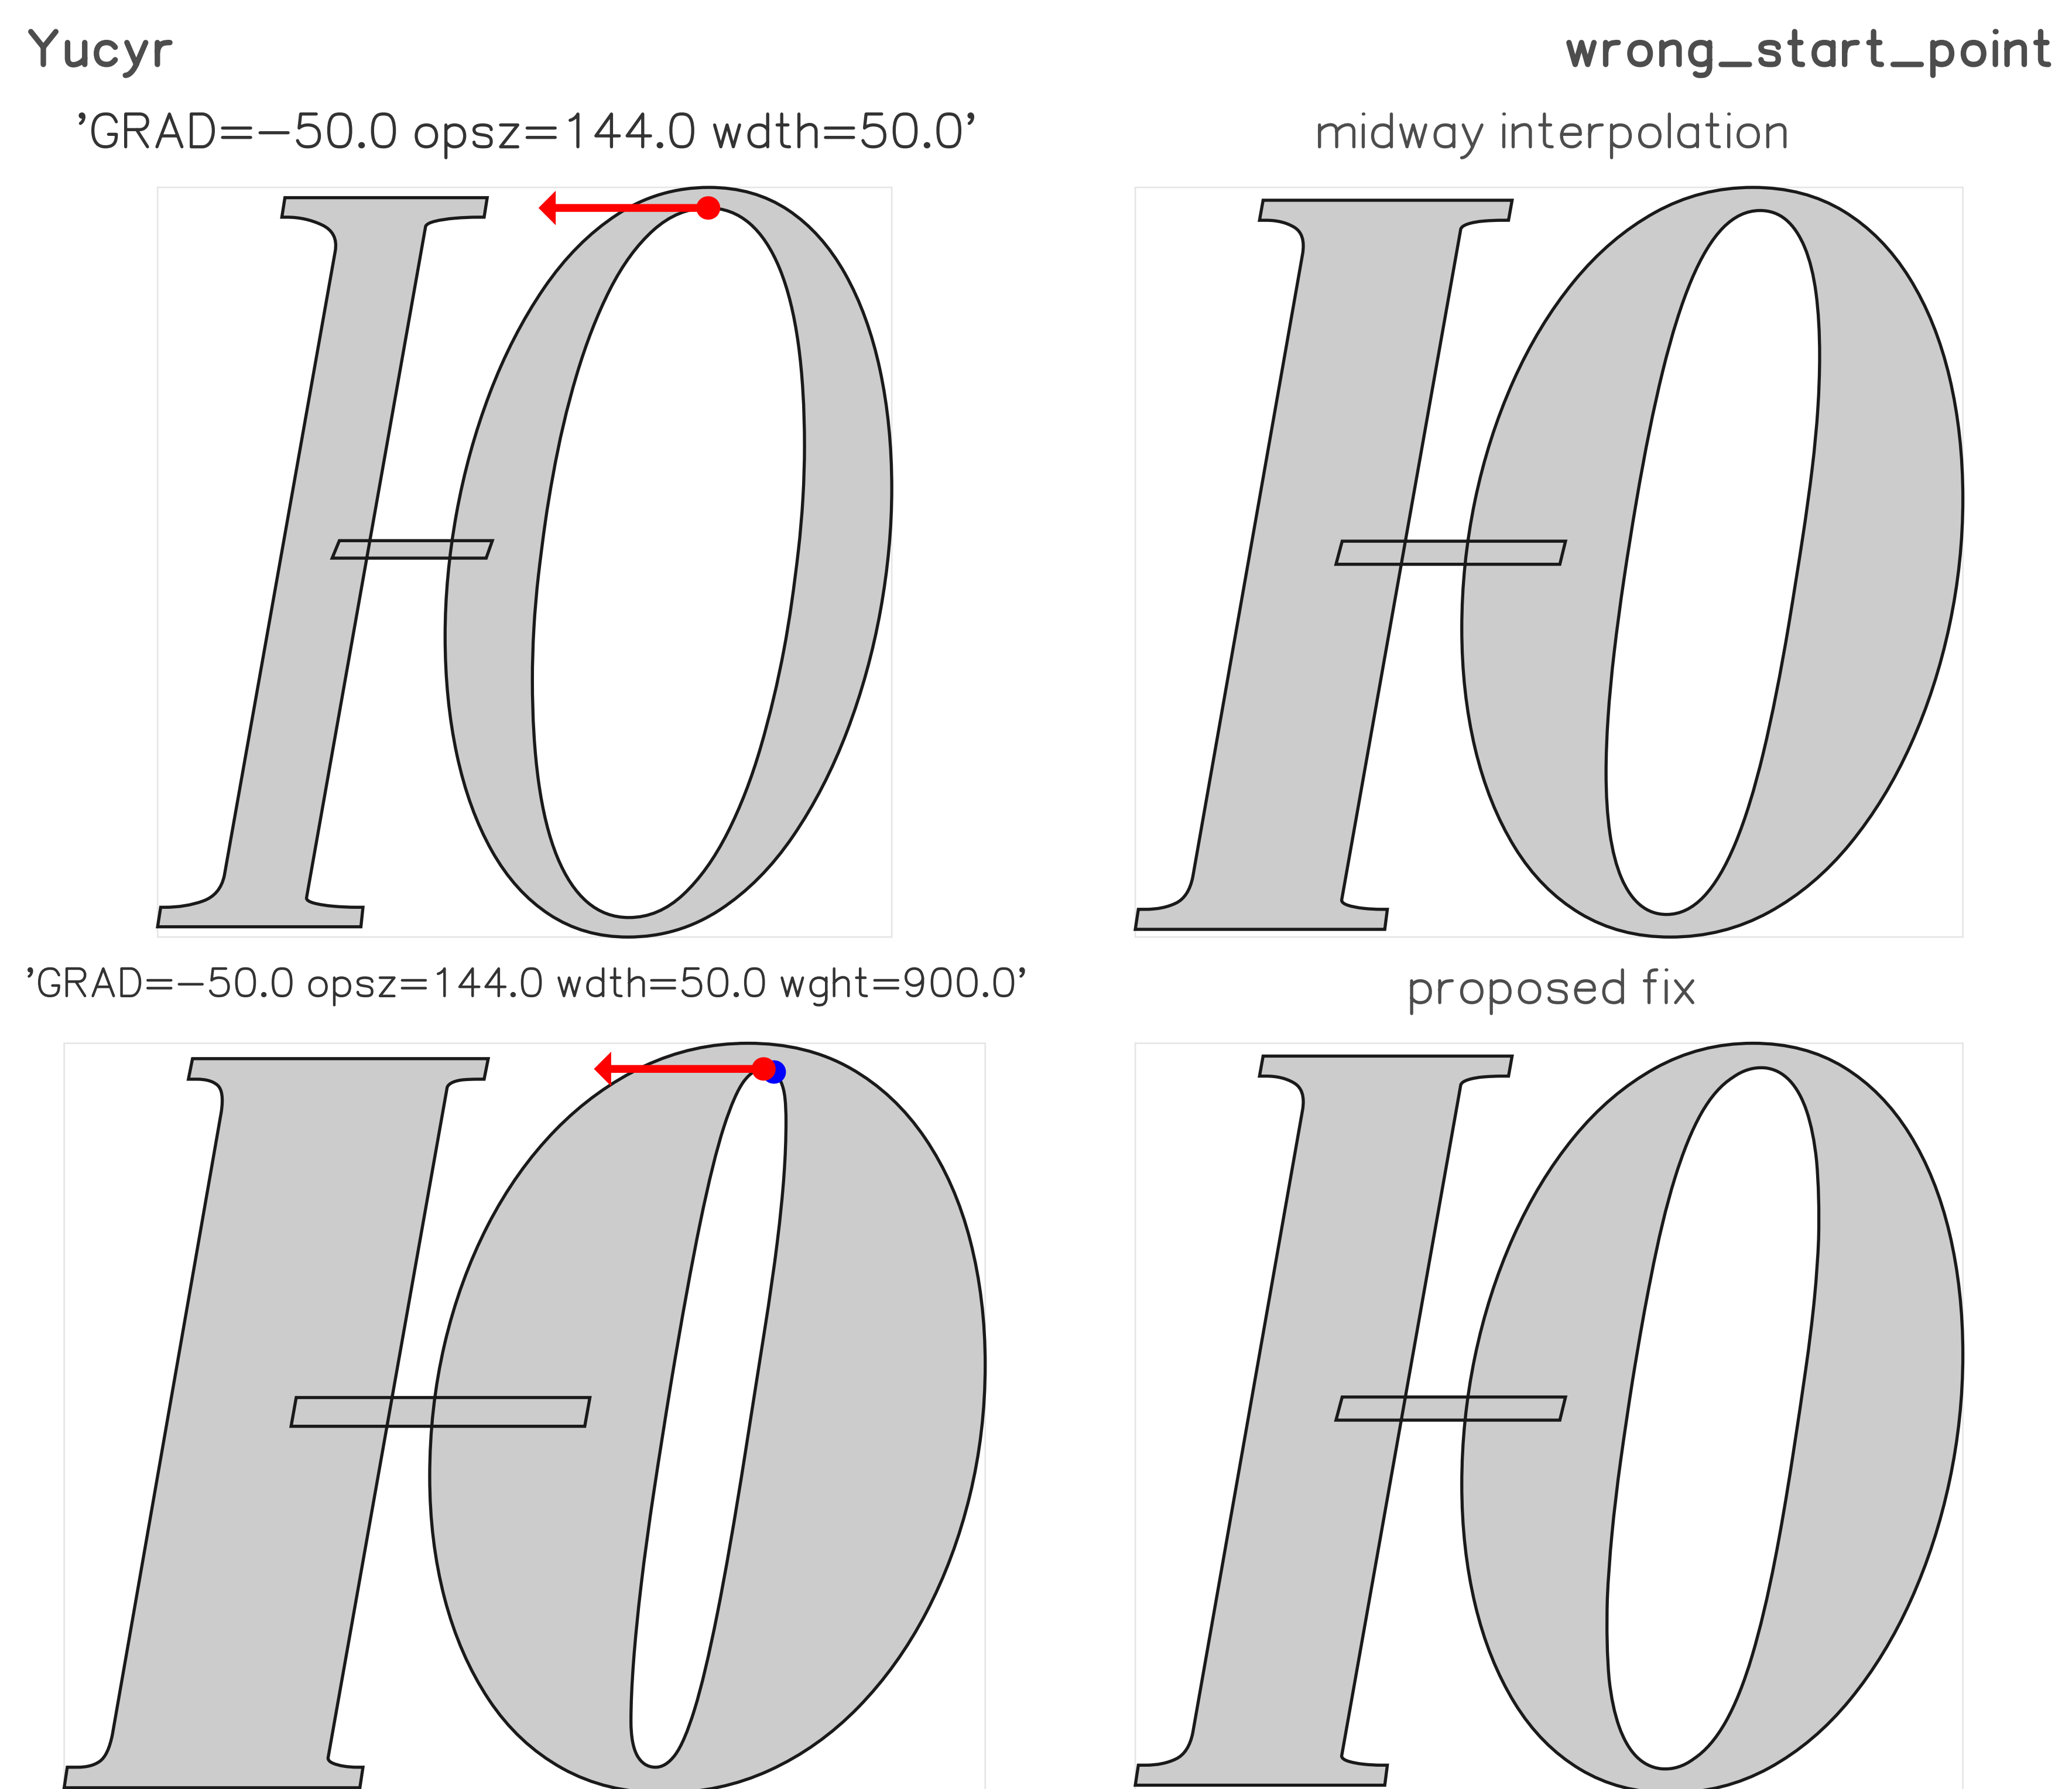 Yucyr wrong_start_point
'GRAD=-50.0 opsz=144.0 wdth=50.0' midway interpolation
Ю Ю
'GRAD=-50.0 opsz=144.0 wdth=50.0 wght=900.0' proposed fix
Ю Ю